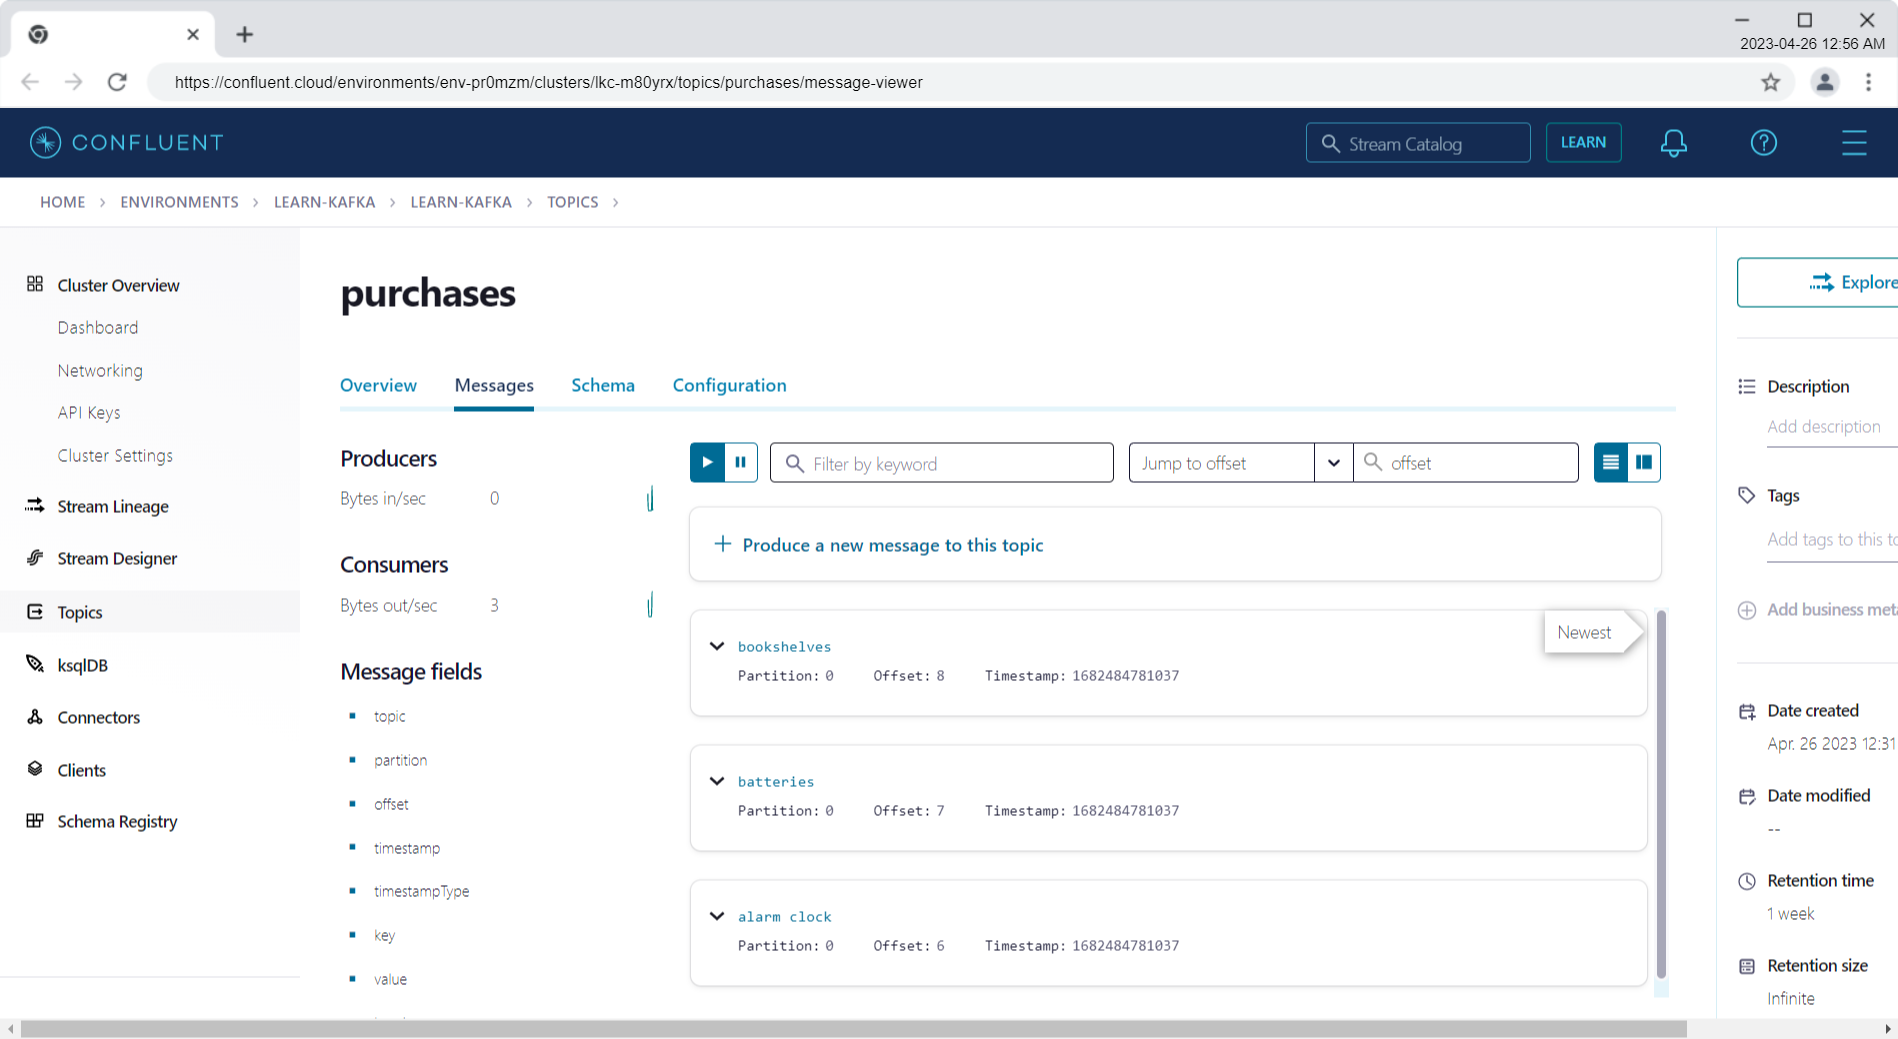 2023-04-26 12:56 AM
https://confluent.cloud/environments/env-pr0mzm/clusters/lkc-m80yrx/topics/purchases/message-viewer
CONFLUENT
Stream Catalog
LEARN
HOME > ENVIRONMENTS > LEARN-KAFKA > LEARN-KAFKA > TOPICS >
Cluster Overview
Dashboard
Networking
API Keys
Cluster Settings
Stream Lineage
Stream Designer
Topics
ksqlDB
Connectors
Clients
Schema Registry
purchases
Overview
Messages
Schema
Configuration
Producers
Bytes in/sec 0
Consumers
Bytes out/sec 3
Message fields
topic
partition
offset
timestamp
timestampType
key
value
Filter by keyword
Jump to offset
offset
+ Produce a new message to this topic
Newest
bookshelves
Partition: 0 Offset: 8 Timestamp: 1682484781037
batteries
Partition: 0 Offset: 7 Timestamp: 1682484781037
alarm clock
Partition: 0 Offset: 6 Timestamp: 1682484781037
Explore
Description
Add description
Tags
Add tags to this to
Add business meta
Date created
Apr. 26 2023 12:31
Date modified
--
Retention time
1 week
Retention size
Infinite